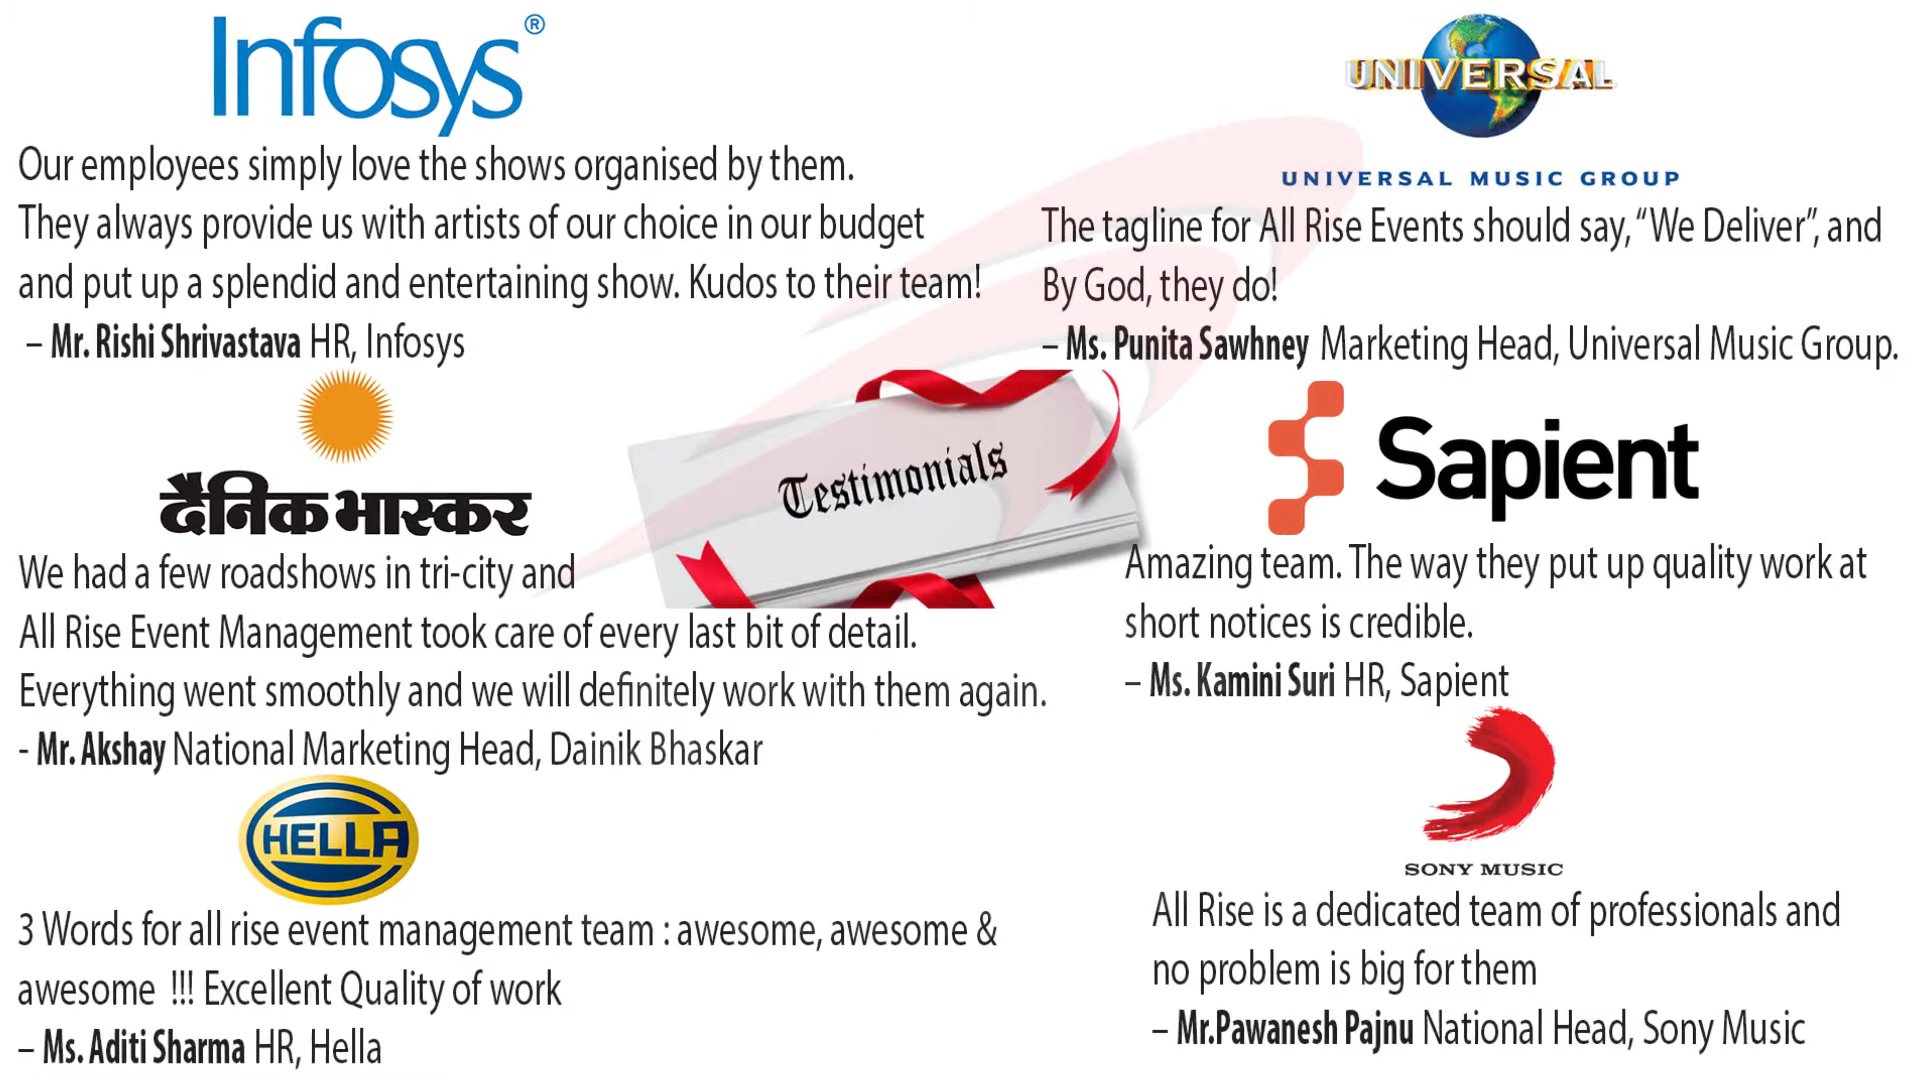 Infosys®
Our employees simply love the shows organised by them.
They always provide us with artists of our choice in our budget
and put up a splendid and entertaining show. Kudos to their team!
– Mr. Rishi Shrivastava HR, Infosys
UNIVERSAL
UNIVERSAL MUSIC GROUP
The tagline for All Rise Events should say, “We Deliver”, and
By God, they do!
– Ms. Punita Sawhney Marketing Head, Universal Music Group.
दैनिक भास्कर
We had a few roadshows in tri-city and
All Rise Event Management took care of every last bit of detail.
Everything went smoothly and we will definitely work with them again.
- Mr. Akshay National Marketing Head, Dainik Bhaskar
Testimonials
Sapient
Amazing team. The way they put up quality work at
short notices is credible.
– Ms. Kamini Suri HR, Sapient
HELLA
3 Words for all rise event management team : awesome, awesome &
awesome !!! Excellent Quality of work
– Ms. Aditi Sharma HR, Hella
SONY MUSIC
All Rise is a dedicated team of professionals and
no problem is big for them
– Mr.Pawanesh Pajnu National Head, Sony Music